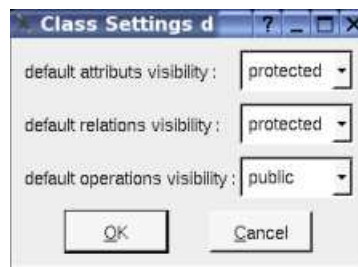 Class Settings d
default attributs visibility : protected
default relations visibility : protected
default operations visibility : public
OK Cancel